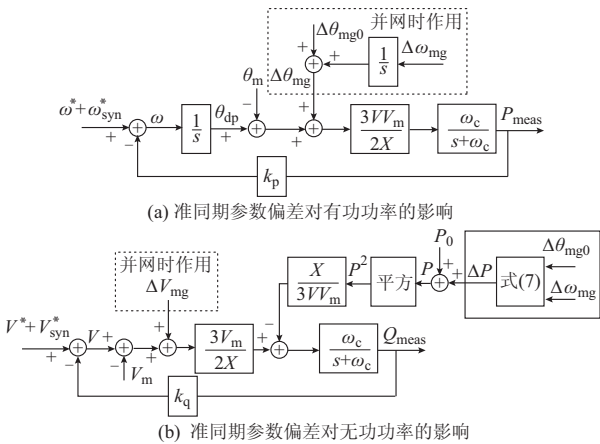 并网时作用
Δθmg0
Δωmg
1/s
θm
Δθmg
ω*+ω*syn
ω
1/s
θdp
3VVm/2X
ωc/s+ωc
Pmeas
kp
(a) 准同期参数偏差对有功功率的影响
并网时作用
ΔVmg
X/3VVm
P²
平方
P
P0
ΔP
式(7)
Δθmg0
Δωmg
V*+V*syn
V
Vm
3Vm/2X
ωc/s+ωc
Qmeas
kq
(b) 准同期参数偏差对无功功率的影响